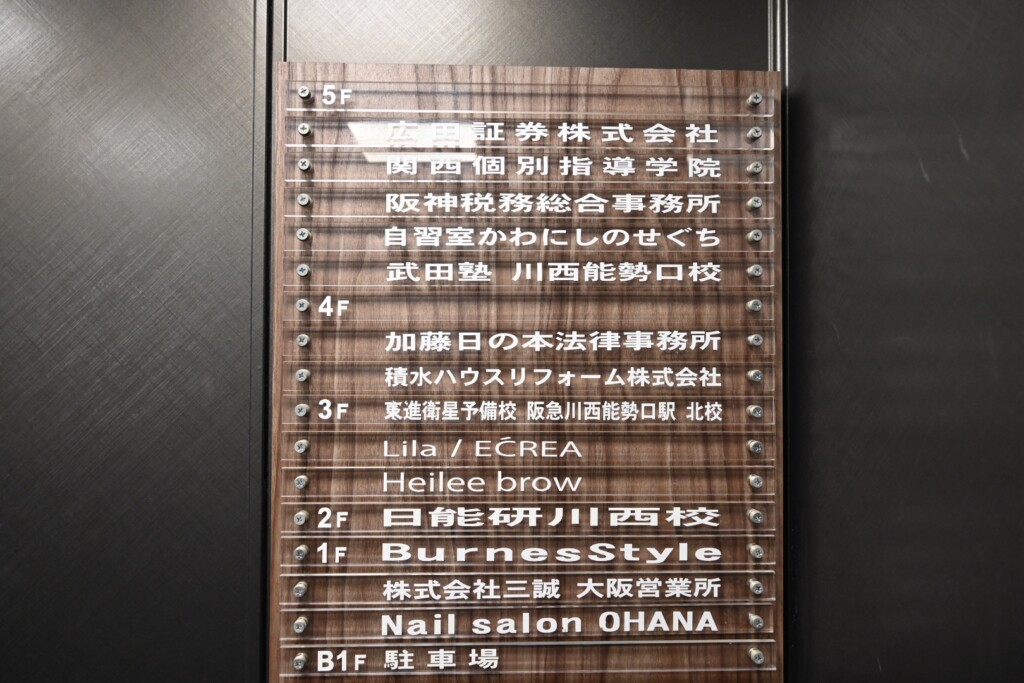 5F
広田証券株式会社
関西個別指導学院
阪神税務総合事務所
自習室かわにしのせぐち
武田塾 川西能勢口校
4F
加藤日の本法律事務所
積水ハウスリフォーム株式会社
3F 東進衛星予備校 阪急川西能勢口駅 北校
Lila / EĆREA
Heilee brow
2F 日能研川西校
1F BurnesStyle
株式会社三誠 大阪営業所
Nail salon OHANA
B1F 駐車場